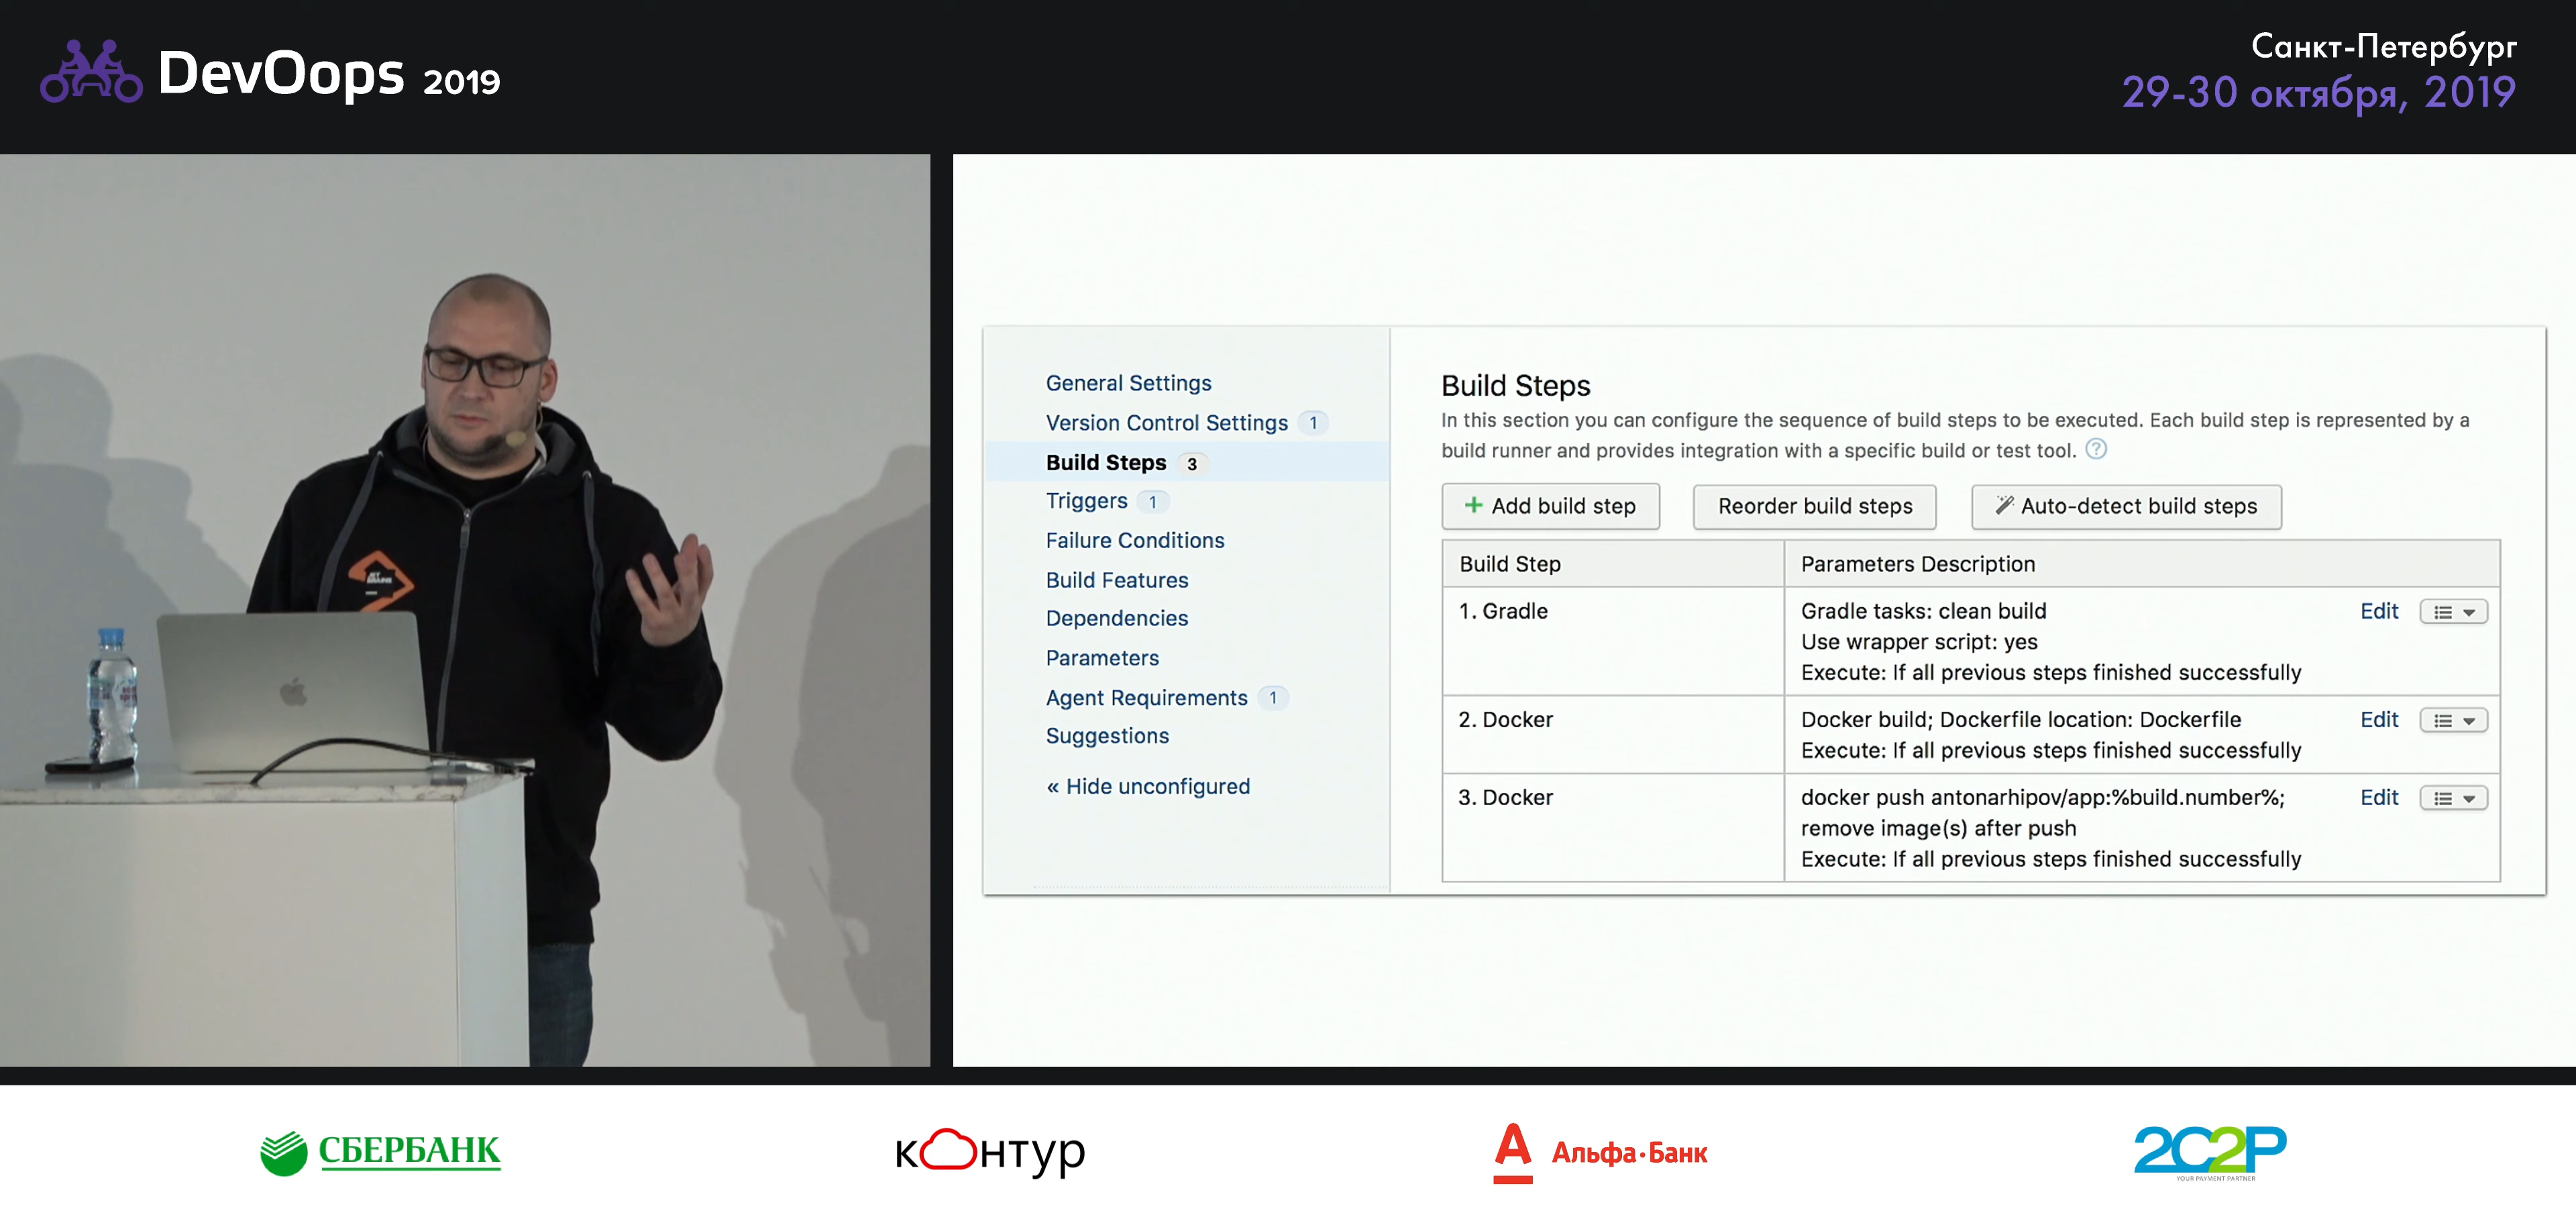 DevOops 2019
Санкт-Петербург
29-30 октября, 2019
JET
BRAINS
General Settings
Version Control Settings 1
Build Steps 3
Triggers 1
Failure Conditions
Build Features
Dependencies
Parameters
Agent Requirements 1
Suggestions
« Hide unconfigured
Build Steps
In this section you can configure the sequence of build steps to be executed. Each build step is represented by a
build runner and provides integration with a specific build or test tool. ?
+ Add build step Reorder build steps Auto-detect build steps
Build Step Parameters Description
1. Gradle Gradle tasks: clean build Edit
Use wrapper script: yes
Execute: If all previous steps finished successfully
2. Docker Docker build; Dockerfile location: Dockerfile Edit
Execute: If all previous steps finished successfully
3. Docker docker push antonarhipov/app:%build.number%; Edit
remove image(s) after push
Execute: If all previous steps finished successfully
СБЕРБАНК
контур
А Альфа·Банк
2C2P
YOUR PAYMENT PARTNER